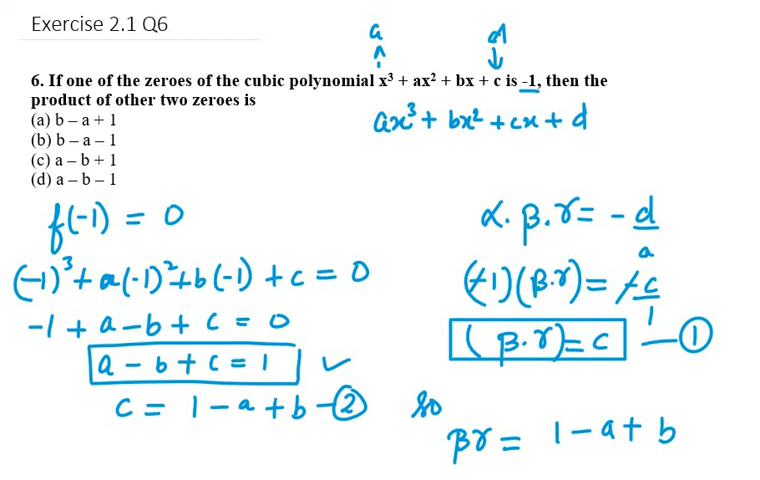 Exercise 2.1 Q6
a d
6. If one of the zeroes of the cubic polynomial x³ + ax² + bx + c is -1, then the
product of other two zeroes is
(a) b – a + 1
(b) b – a – 1
(c) a – b + 1
(d) a – b – 1
ax³ + bx² + cx + d
f(-1) = 0
(-1)³ + a(-1)² + b(-1) + c = 0
-1 + a - b + c = 0
a - b + c = 1 ✓
c = 1 - a + b - ②
α . β . γ = - d/a
(-1)(β.γ) = - c/1
(β.γ) = c - ①
so
βγ = 1 - a + b